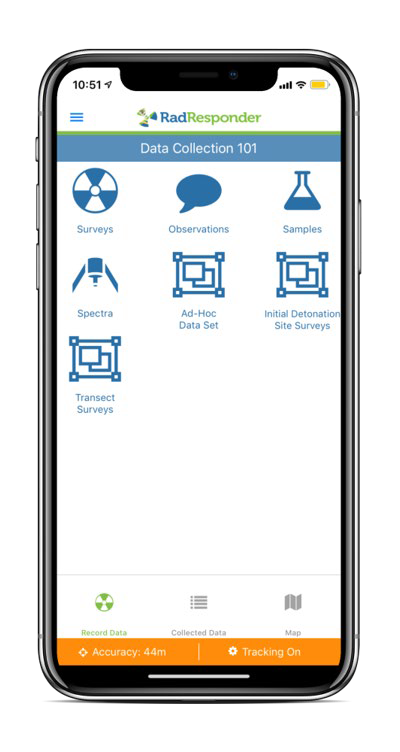 10:51
RadResponder
Data Collection 101
Surveys
Observations
Samples
Spectra
Ad-Hoc
Data Set
Initial Detonation
Site Surveys
Transect
Surveys
Record Data
Collected Data
Map
Accuracy: 44m
Tracking On